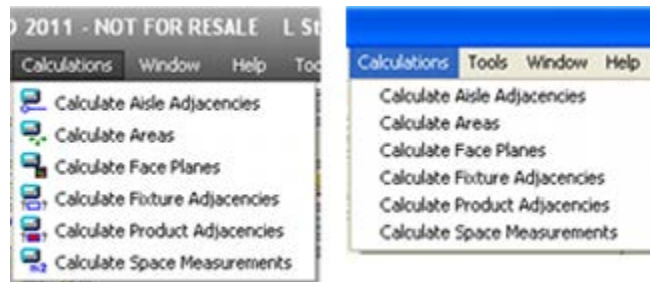 2011 - NOT FOR RESALE L St
Calculations Window Help Too
Calculate Aisle Adjacencies
Calculate Areas
Calculate Face Planes
Calculate Fixture Adjacencies
Calculate Product Adjacencies
Calculate Space Measurements
Calculations Tools Window Help
Calculate Aisle Adjacencies
Calculate Areas
Calculate Face Planes
Calculate Fixture Adjacencies
Calculate Product Adjacencies
Calculate Space Measurements